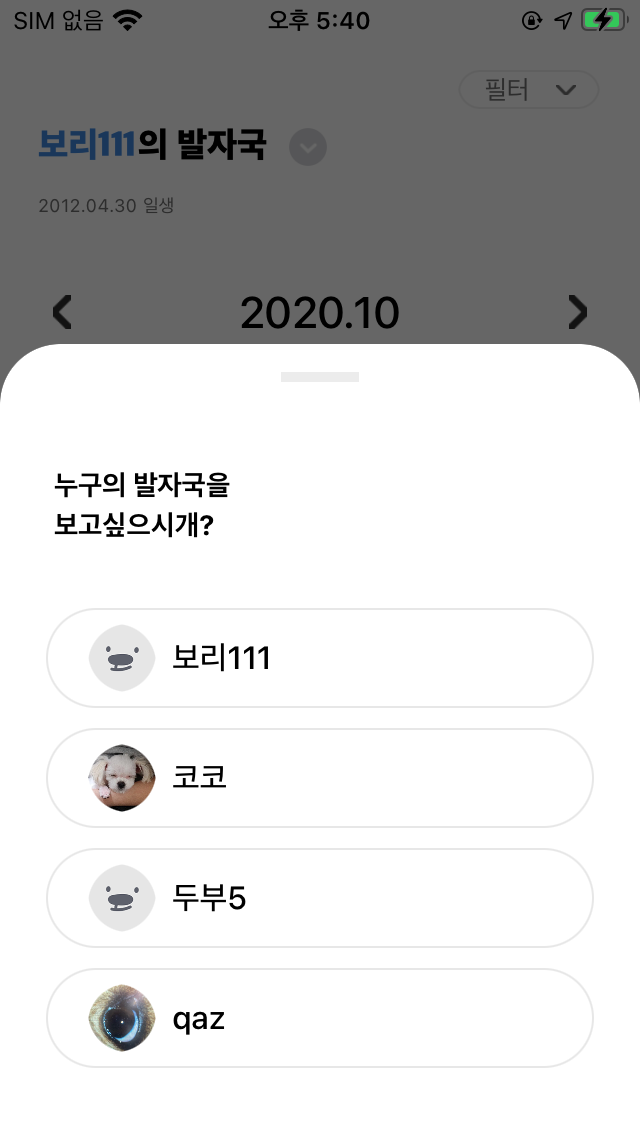 SIM 없음 오후 5:40
필터
보리111의 발자국
2012.04.30 일생
2020.10
누구의 발자국을
보고싶으시개?
보리111
코코
두부5
qaz